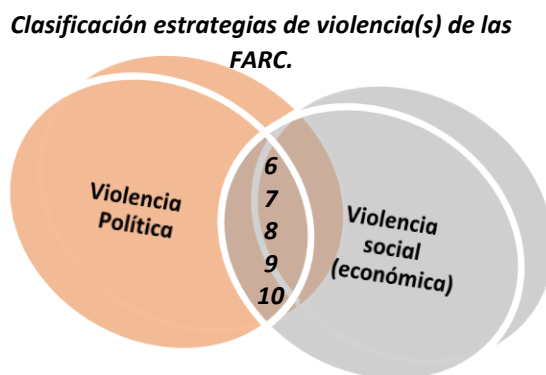 Clasificación estrategias de violencia(s) de las
FARC.
Violencia
Política
6
7
8
9
10
Violencia
social
(económica)